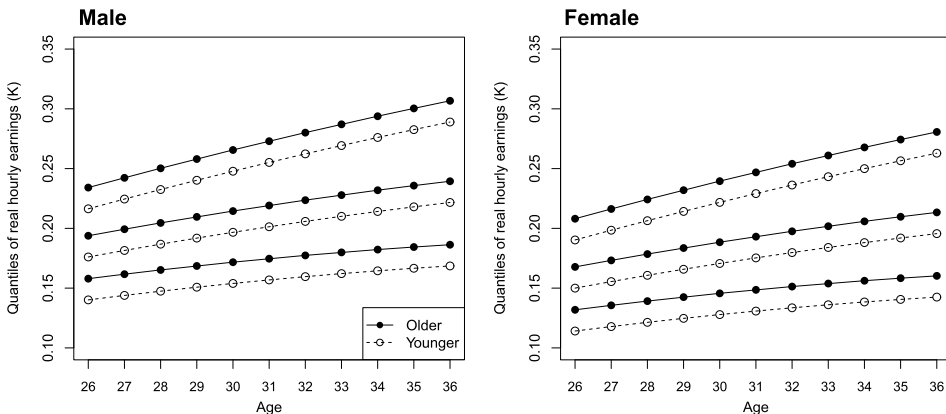 Male
Quantiles of real hourly earnings (K)
0.35
0.30
0.25
0.20
0.15
0.10
Older
Younger
26 27 28 29 30 31 32 33 34 35 36
Age
Female
Quantiles of real hourly earnings (K)
0.35
0.30
0.25
0.20
0.15
0.10
26 27 28 29 30 31 32 33 34 35 36
Age